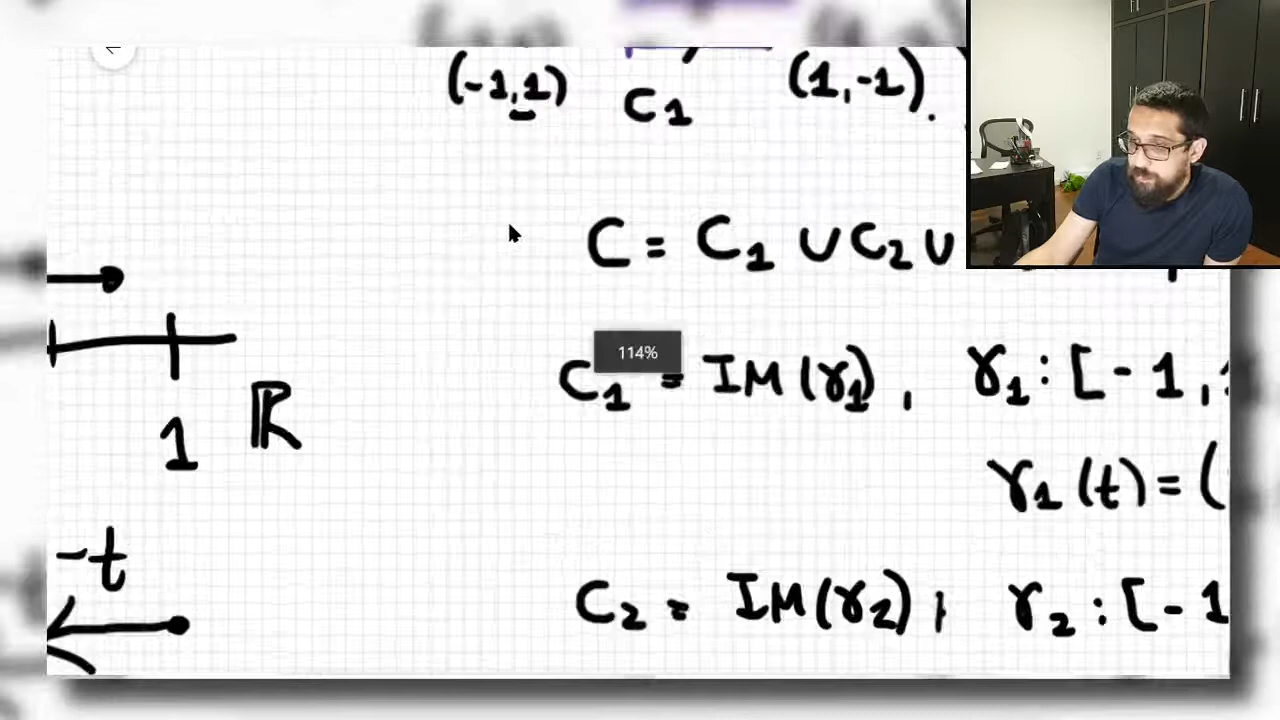 (-1,1) C1 (1,-1).
C = C1 ∪ C2 ∪
114%
C1 = IM(γ1), γ1: [-1,
1 ℝ
γ1(t) = (
-t
C2 = IM(γ2), γ2: [-1